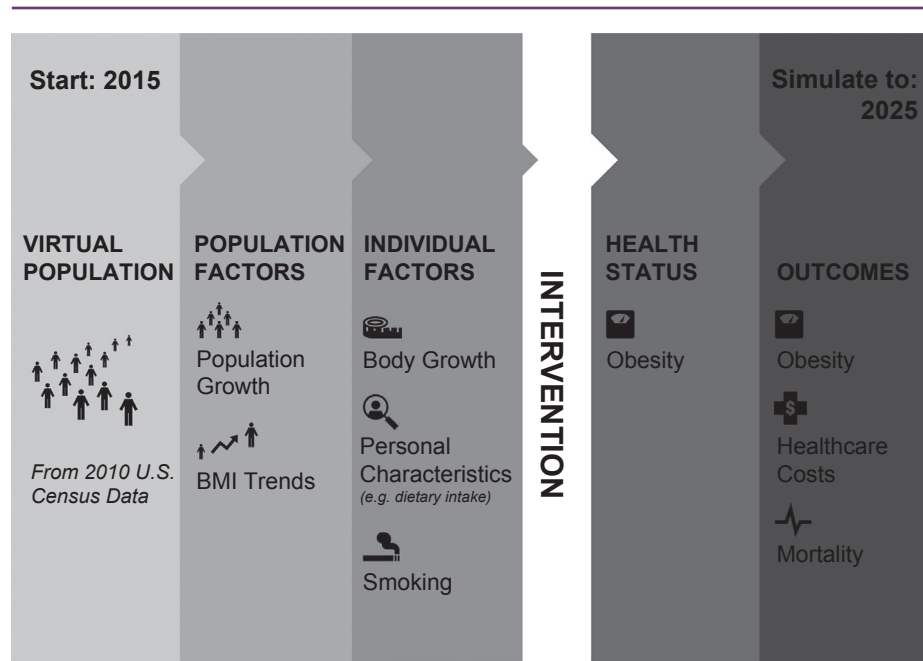 Start: 2015
VIRTUAL
POPULATION
From 2010 U.S.
Census Data
POPULATION
FACTORS
Population
Growth
BMI Trends
INDIVIDUAL
FACTORS
Body Growth
Personal
Characteristics
(e.g. dietary intake)
Smoking
INTERVENTION
HEALTH
STATUS
Obesity
Simulate to:
2025
OUTCOMES
Obesity
$
Healthcare
Costs
Mortality